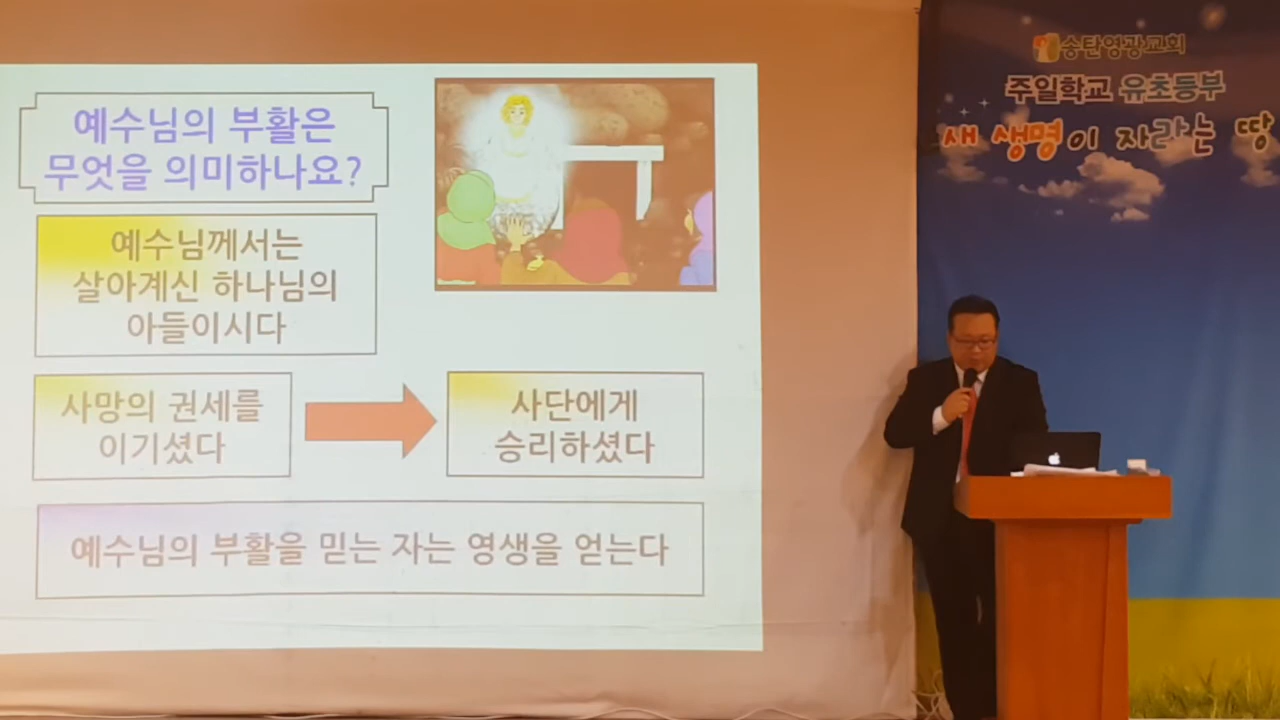 예수님의 부활은
무엇을 의미하나요?
예수님께서는
살아계신 하나님의
아들이시다
사망의 권세를
이기셨다
사단에게
승리하셨다
예수님의 부활을 믿는 자는 영생을 얻는다
송탄영광교회
주일학교 유초등부
새 생명이 자라는 땅